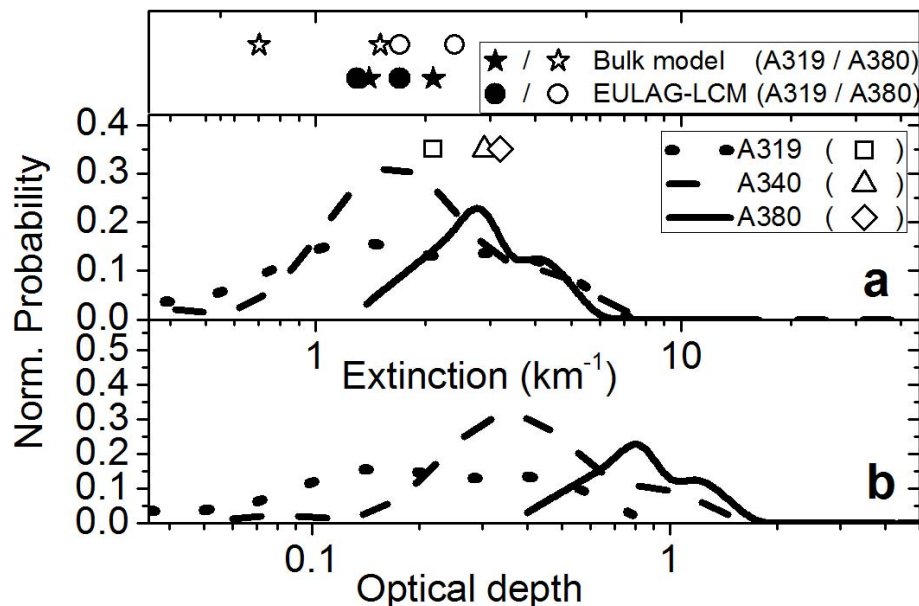 ★ / ☆ Bulk model (A319 / A380)
● / ○ EULAG-LCM (A319 / A380)
0.4
0.3
0.2
0.1
0.0
A319 ( □ )
A340 ( △ )
A380 ( ◇ )
a
1 10
Extinction (km⁻¹)
Norm. Probability
0.5
0.4
0.3
0.2
0.1
0.0
b
0.1 1
Optical depth